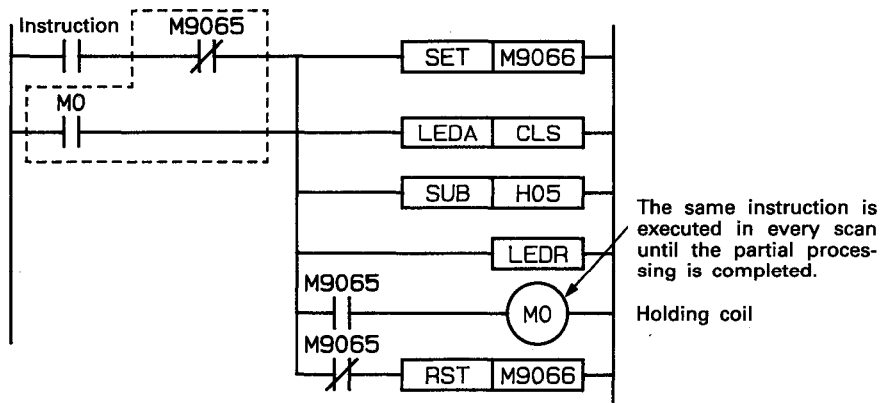 Instruction M9065
SET M9066
M0
LEDA CLS
SUB H05
The same instruction is
executed in every scan
until the partial proces-
sing is completed.
LEDR
M9065
M0 Holding coil
M9065
RST M9066